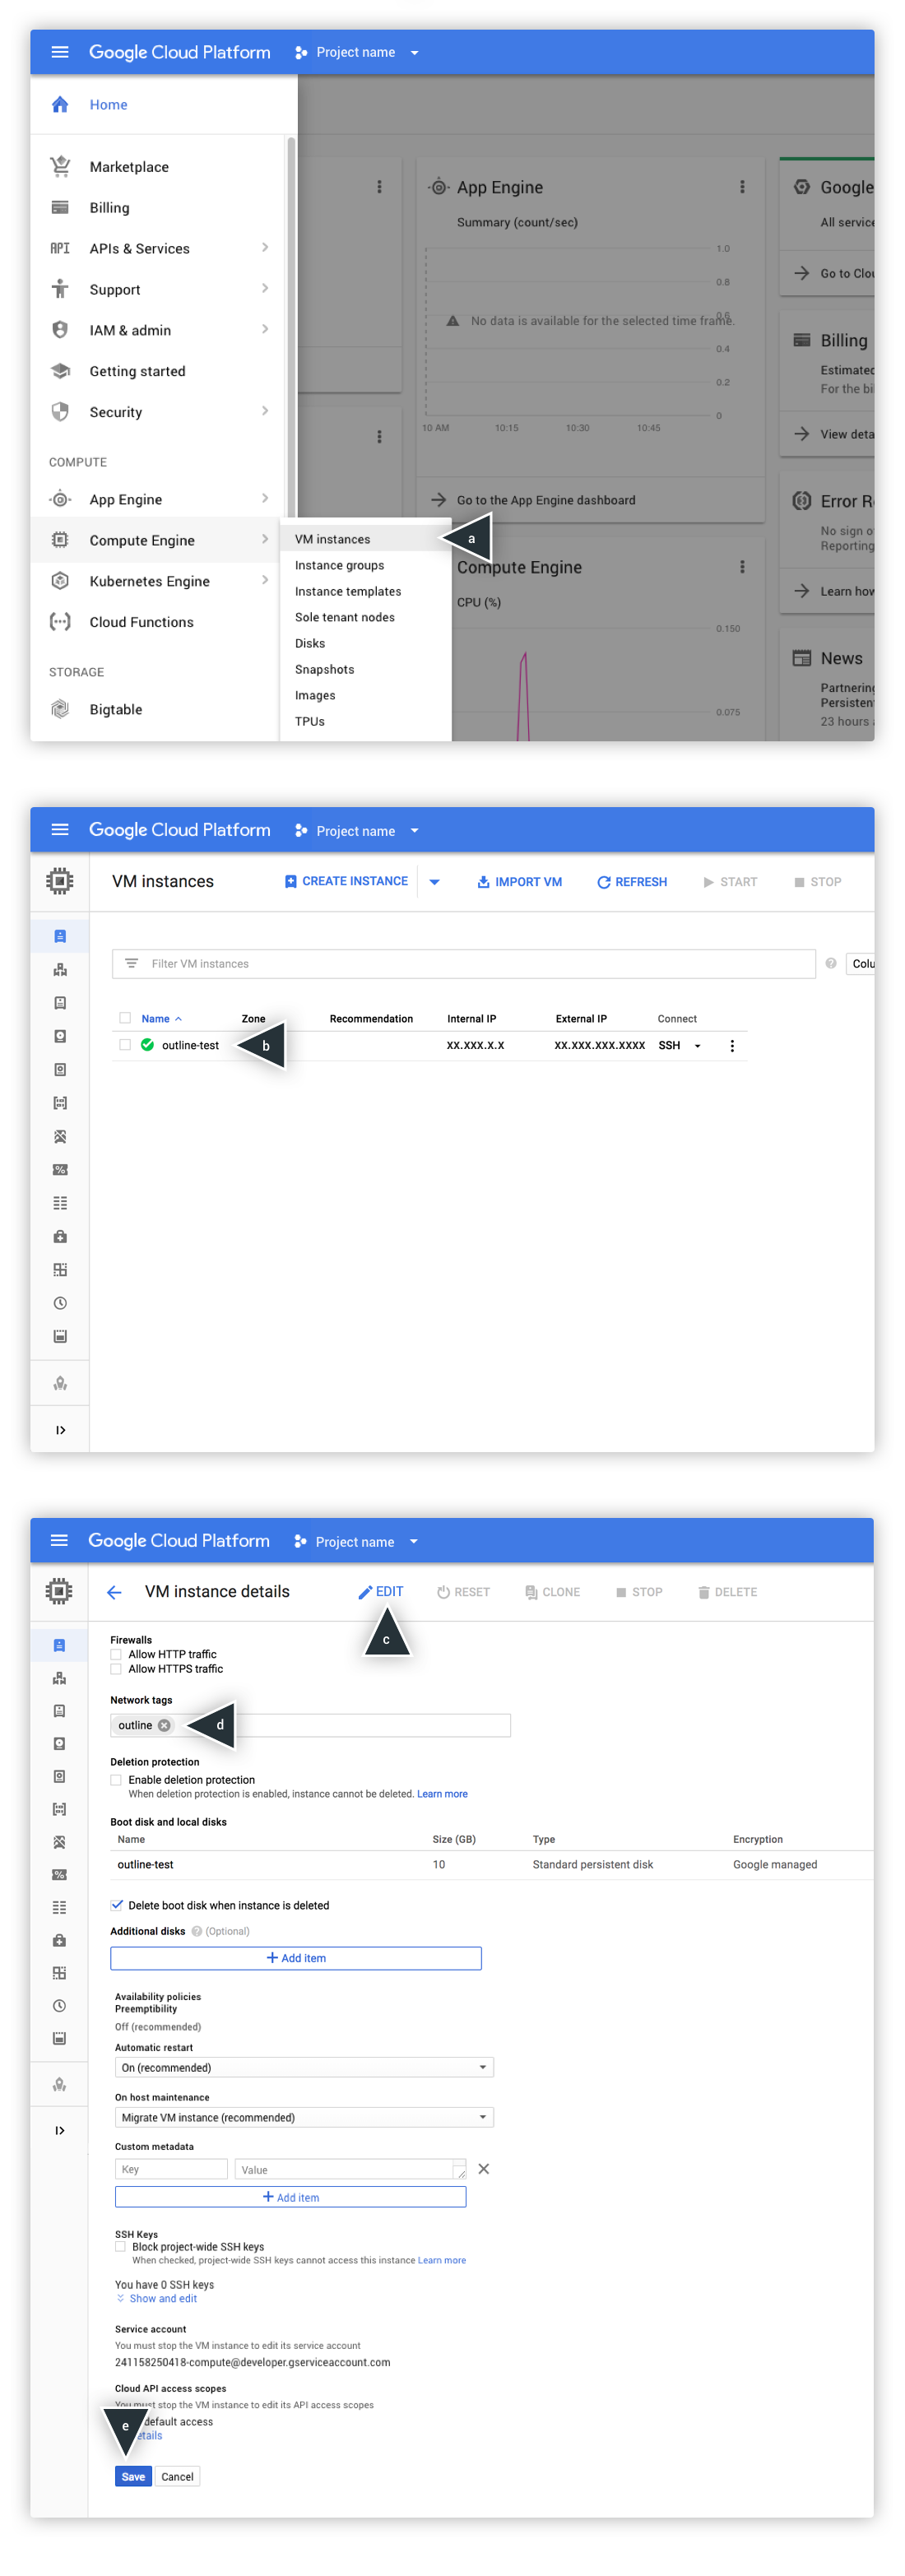 Google Cloud Platform Project name
Home
Marketplace
Billing
API APIs & Services
Support
IAM & admin
Getting started
Security
COMPUTE
App Engine
Compute Engine
Kubernetes Engine
Cloud Functions
STORAGE
Bigtable
VM instances
Instance groups
Instance templates
Sole tenant nodes
Disks
Snapshots
Images
TPUs
a
App Engine
Summary (count/sec)
1.0
0.8
0.6
No data is available for the selected time frame.
0.4
0.2
0
10 AM 10:15 10:30 10:45
Go to the App Engine dashboard
Compute Engine
CPU (%)
0.150
0.075
Google
All service
Go to Clou
Billing
Estimated
For the bi
View deta
Error R
No sign o
Reporting
Learn how
News
Partnering
Persisten
23 hours a
Google Cloud Platform Project name
VM instances CREATE INSTANCE IMPORT VM REFRESH START STOP
Filter VM instances Colu
Name Zone Recommendation Internal IP External IP Connect
outline-test b XX.XXX.X.X XX.XXX.XXX.XXXX SSH
Google Cloud Platform Project name
VM instance details EDIT RESET CLONE STOP DELETE
c
Firewalls
Allow HTTP traffic
Allow HTTPS traffic
Network tags
outline d
Deletion protection
Enable deletion protection
When deletion protection is enabled, instance cannot be deleted. Learn more
Boot disk and local disks
Name Size (GB) Type Encryption
outline-test 10 Standard persistent disk Google managed
Delete boot disk when instance is deleted
Additional disks (Optional)
+ Add item
Availability policies
Preemptibility
Off (recommended)
Automatic restart
On (recommended)
On host maintenance
Migrate VM instance (recommended)
Custom metadata
Key Value
+ Add item
SSH Keys
Block project-wide SSH keys
When checked, project-wide SSH keys cannot access this instance Learn more
You have 0 SSH keys
Show and edit
Service account
You must stop the VM instance to edit its service account
241158250418-compute@developer.gserviceaccount.com
Cloud API access scopes
You must stop the VM instance to edit its API access scopes
default access
e etails
Save Cancel